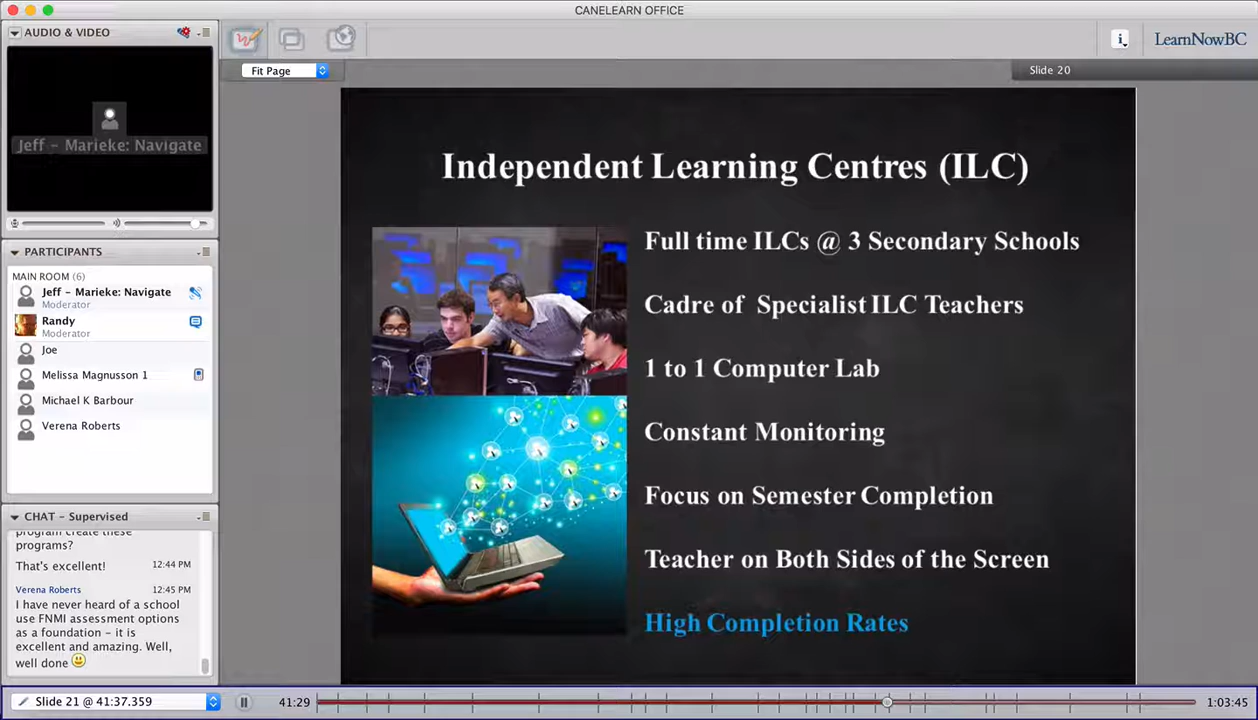 CANELEARN OFFICE
AUDIO & VIDEO
Jeff - Marieke: Navigate
PARTICIPANTS
MAIN ROOM (6)
Jeff - Marieke: Navigate
Moderator
Randy
Moderator
Joe
Melissa Magnusson 1
Michael K Barbour
Verena Roberts
CHAT - Supervised
program create these
programs?
That's excellent! 12:44 PM
Verena Roberts 12:45 PM
I have never heard of a school
use FNMI assessment options
as a foundation - it is
excellent and amazing. Well,
well done
LearnNowBC
Fit Page
Slide 20
Independent Learning Centres (ILC)
Full time ILCs @ 3 Secondary Schools
Cadre of Specialist ILC Teachers
1 to 1 Computer Lab
Constant Monitoring
Focus on Semester Completion
Teacher on Both Sides of the Screen
High Completion Rates
Slide 21 @ 41:37.359
41:29
1:03:45